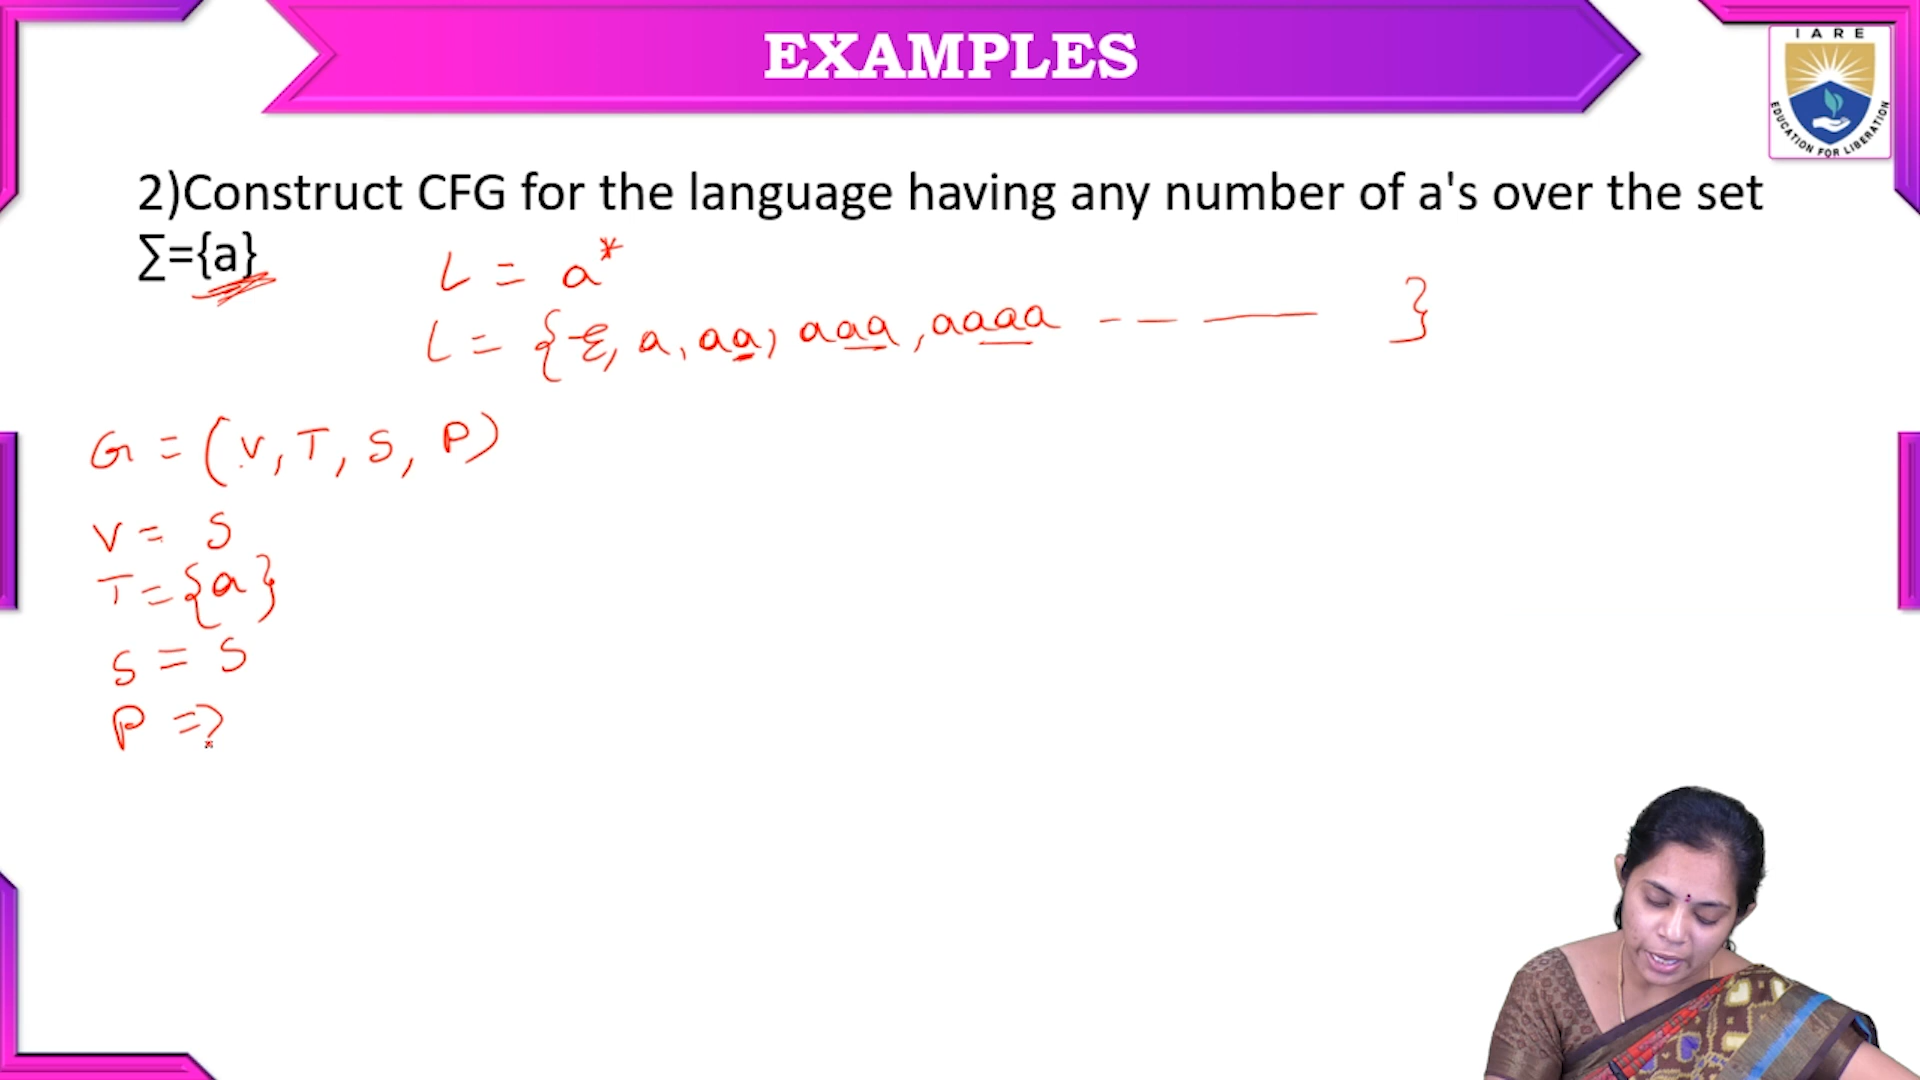 EXAMPLES
IARE
EDUCATION FOR LIBERATION
2)Construct CFG for the language having any number of a's over the set
∑={a}
L = a*
L = {ε, a, aa, aaa, aaaa -- — }
G = (V, T, S, P)
V = S
T = {a}
S = S
P =>